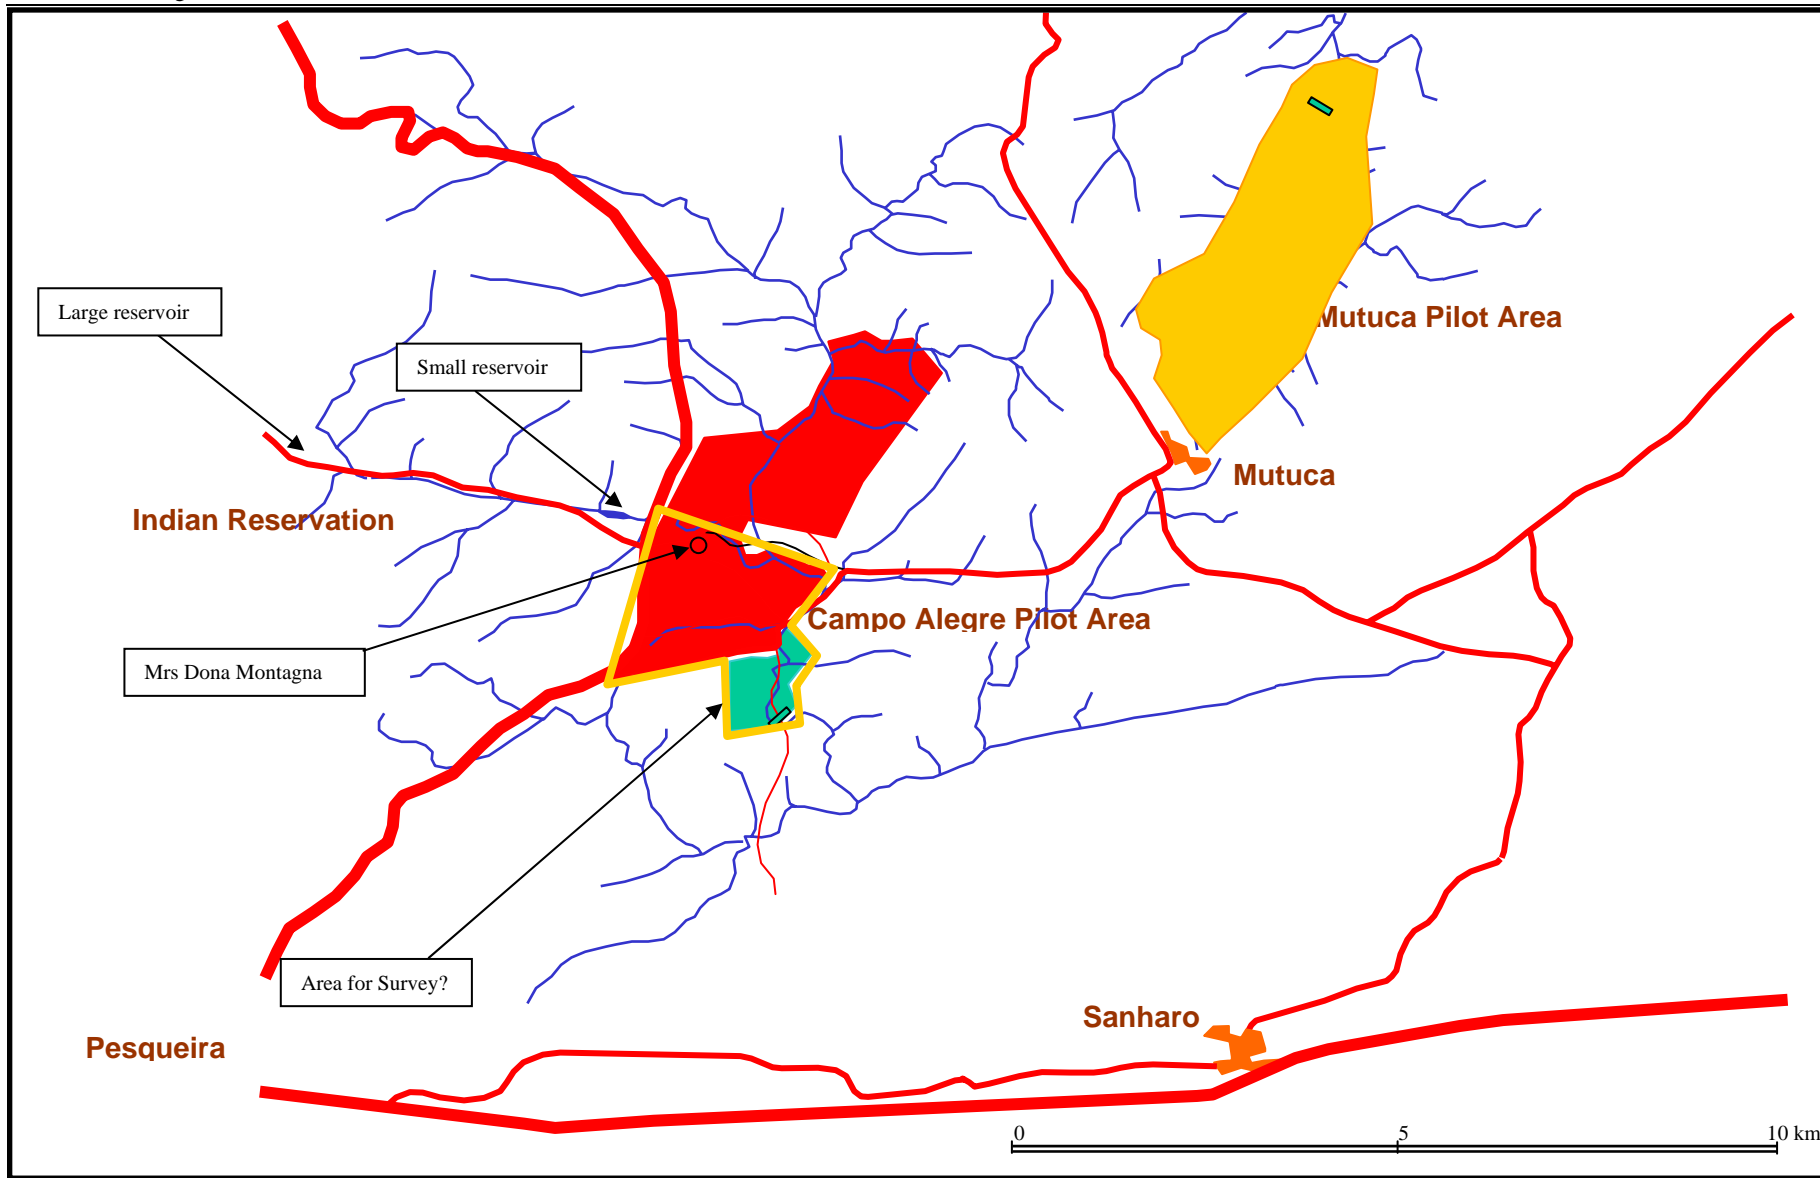 Large reservoir
Mutuca Pilot Area
Small reservoir
Mutuca
Indian Reservation
Campo Alegre Pilot Area
Mrs Dona Montagna
Area for Survey?
Sanharo
Pesqueira
0 5 10 km